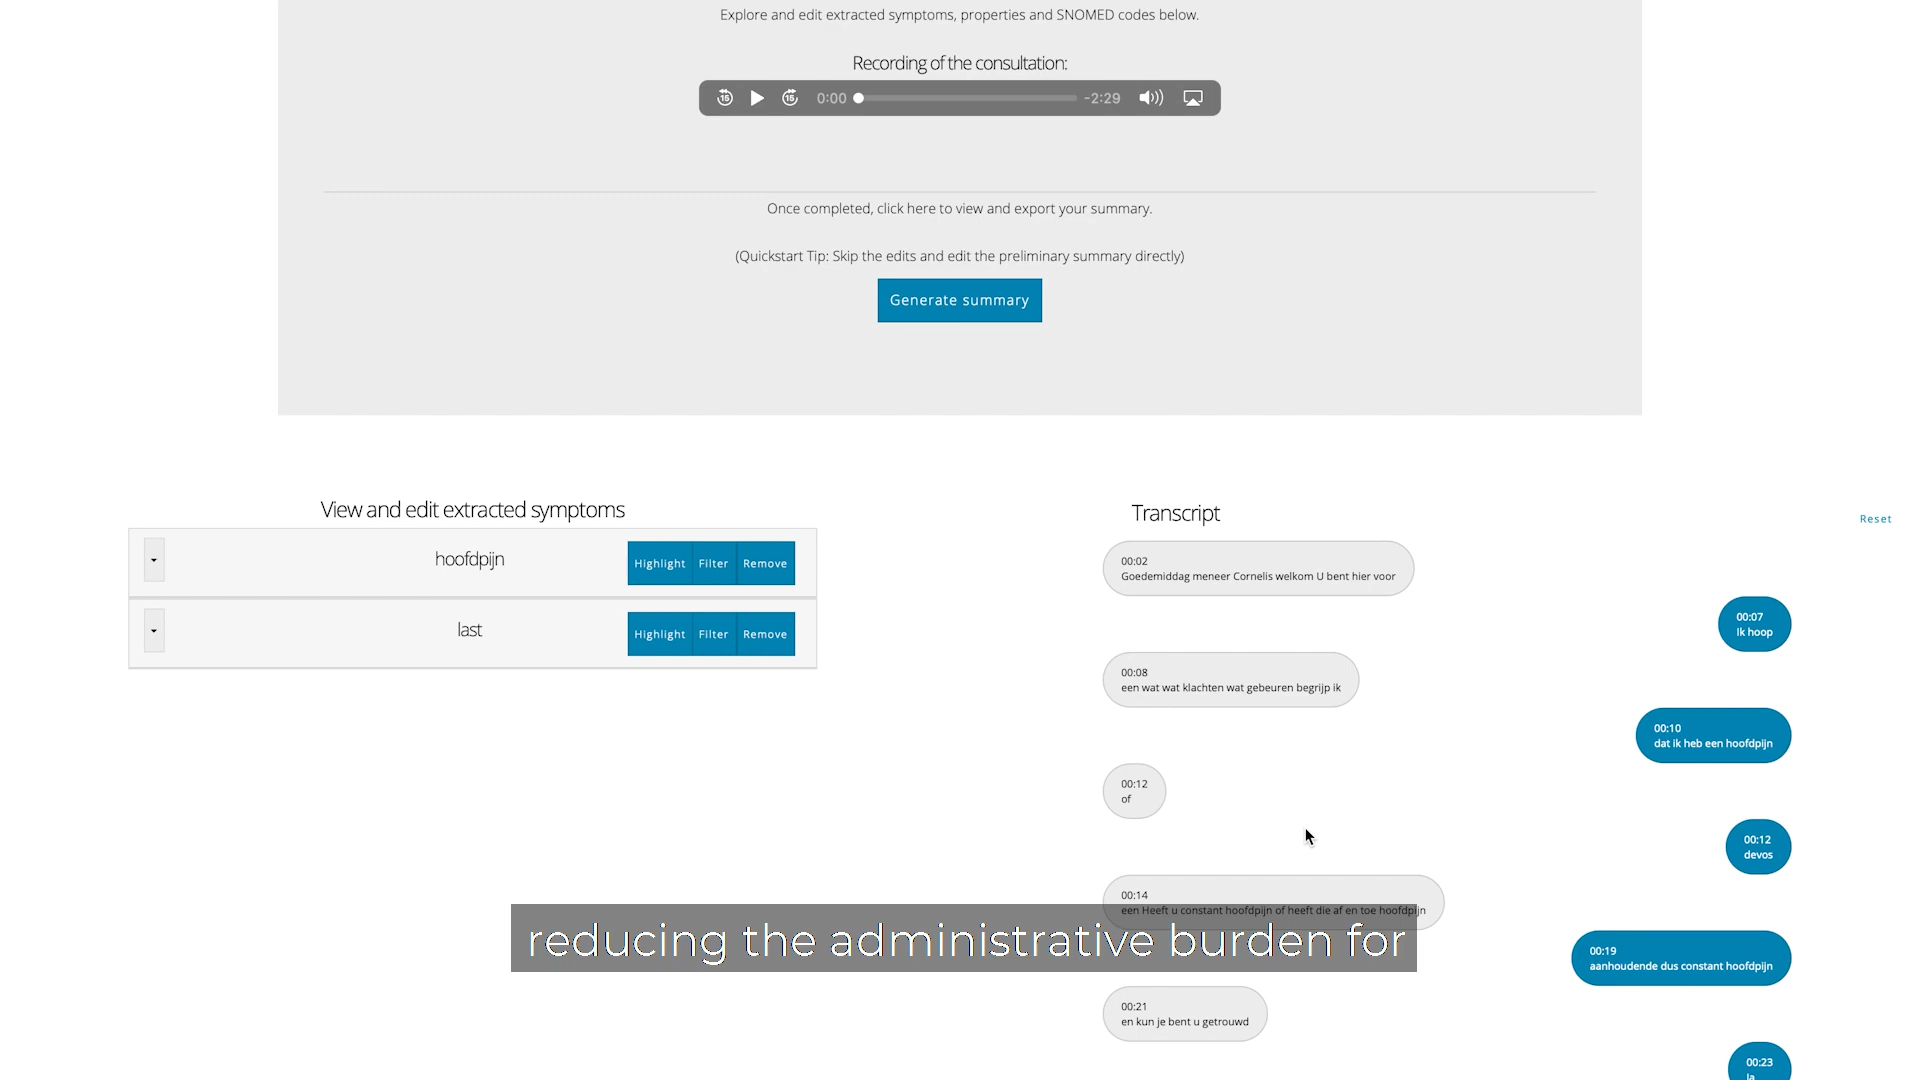 Explore and edit extracted symptoms, properties and SNOMED codes below.
Recording of the consultation:
15
15
0:00
-2:29
Once completed, click here to view and export your summary.
(Quickstart Tip: Skip the edits and edit the preliminary summary directly)
Generate summary
View and edit extracted symptoms
hoofdpijn
Highlight
Filter
Remove
last
Highlight
Filter
Remove
Transcript
Reset
00:02
Goedemiddag meneer Cornelis welkom U bent hier voor
00:07
Ik hoop
00:08
een wat wat klachten wat gebeuren begrijp ik
00:10
dat ik heb een hoofdpijn
00:12
of
00:12
devos
00:14
een Heeft u constant hoofdpijn of heeft die af en toe hoofdpijn
reducing the administrative burden for
00:19
aanhoudende dus constant hoofdpijn
00:21
en kun je bent u getrouwd
00:23